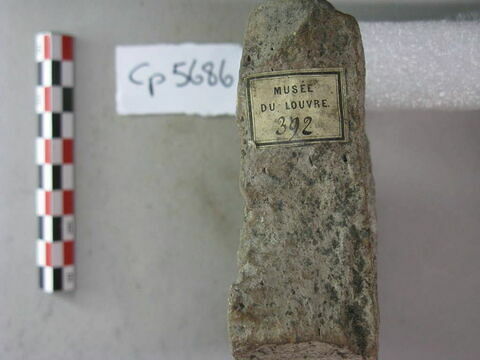 Cp 5686
MUSÉE
DU LOUVRE.
392